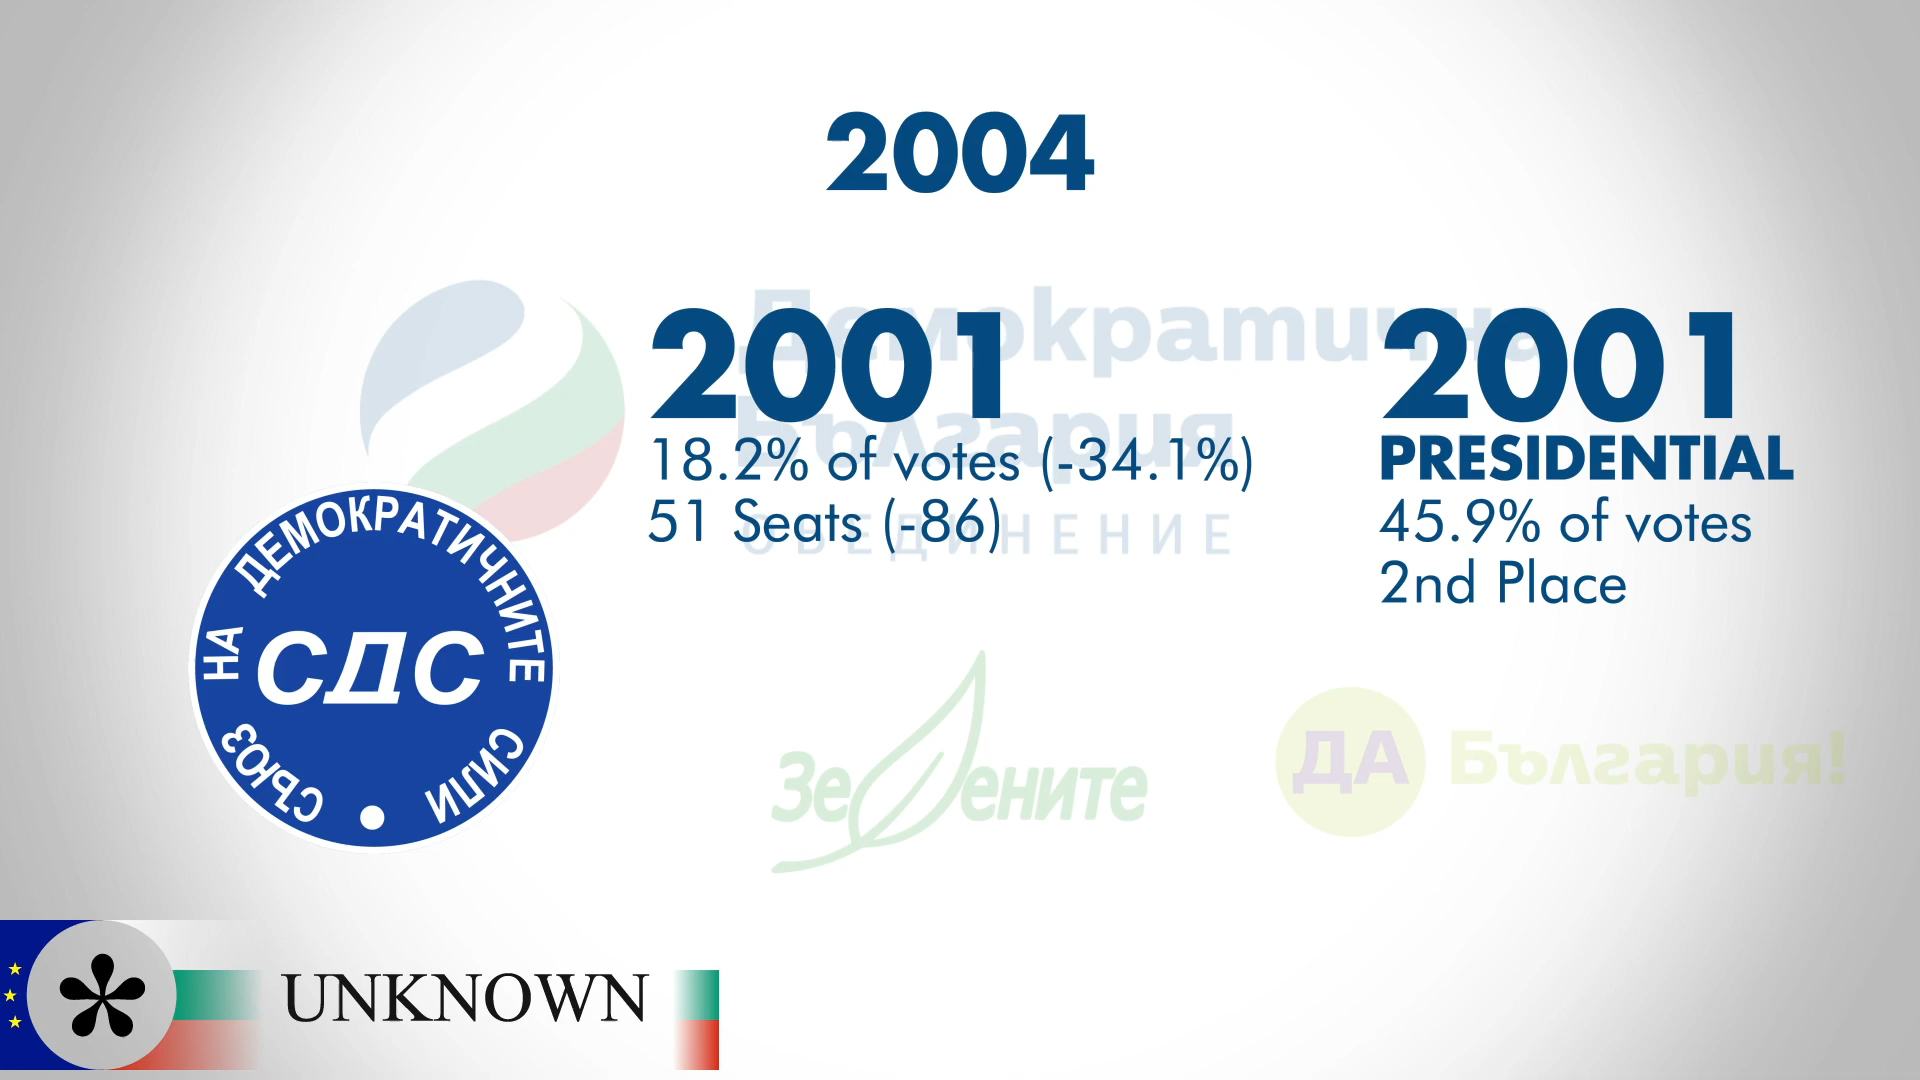 2004
Демократична
България
ОБЕДИНЕНИЕ
2001
18.2% of votes (-34.1%)
51 Seats (-86)
2001
PRESIDENTIAL
45.9% of votes
2nd Place
СЪЮЗ НА ДЕМОКРАТИЧНИТЕ СИЛИ
СДС
Зелените
ДА България!
UNKNOWN